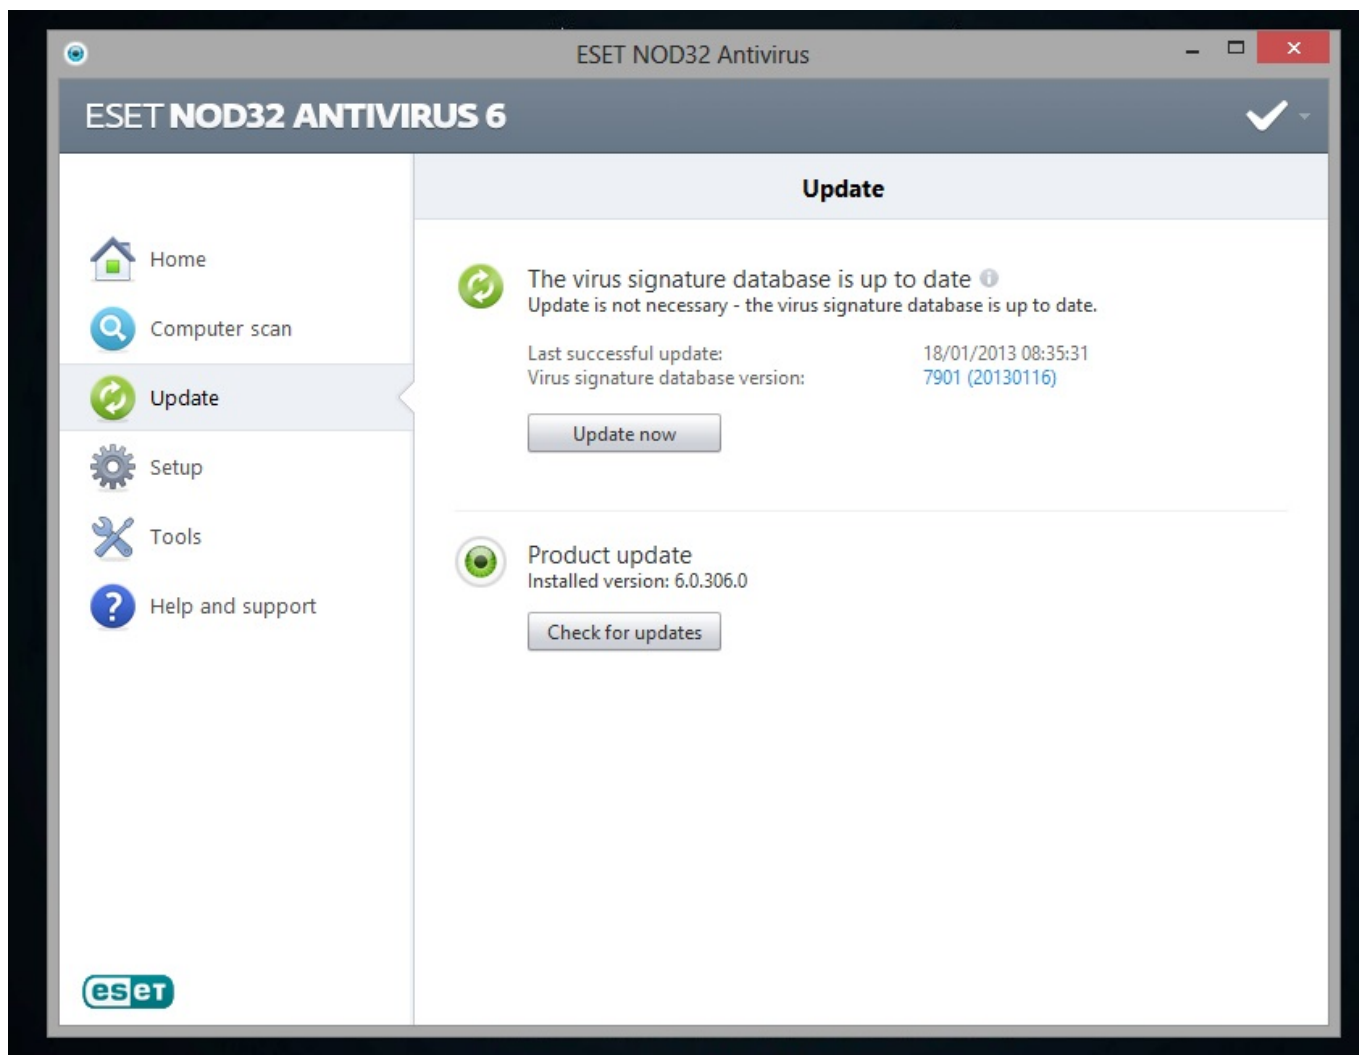 ESET NOD32 Antivirus
ESET NOD32 ANTIVIRUS 6
Update
Home
Computer scan
Update
Setup
Tools
Help and support
The virus signature database is up to date
Update is not necessary - the virus signature database is up to date.
Last successful update: 18/01/2013 08:35:31
Virus signature database version: 7901 (20130116)
Update now
Product update
Installed version: 6.0.306.0
Check for updates
eseT